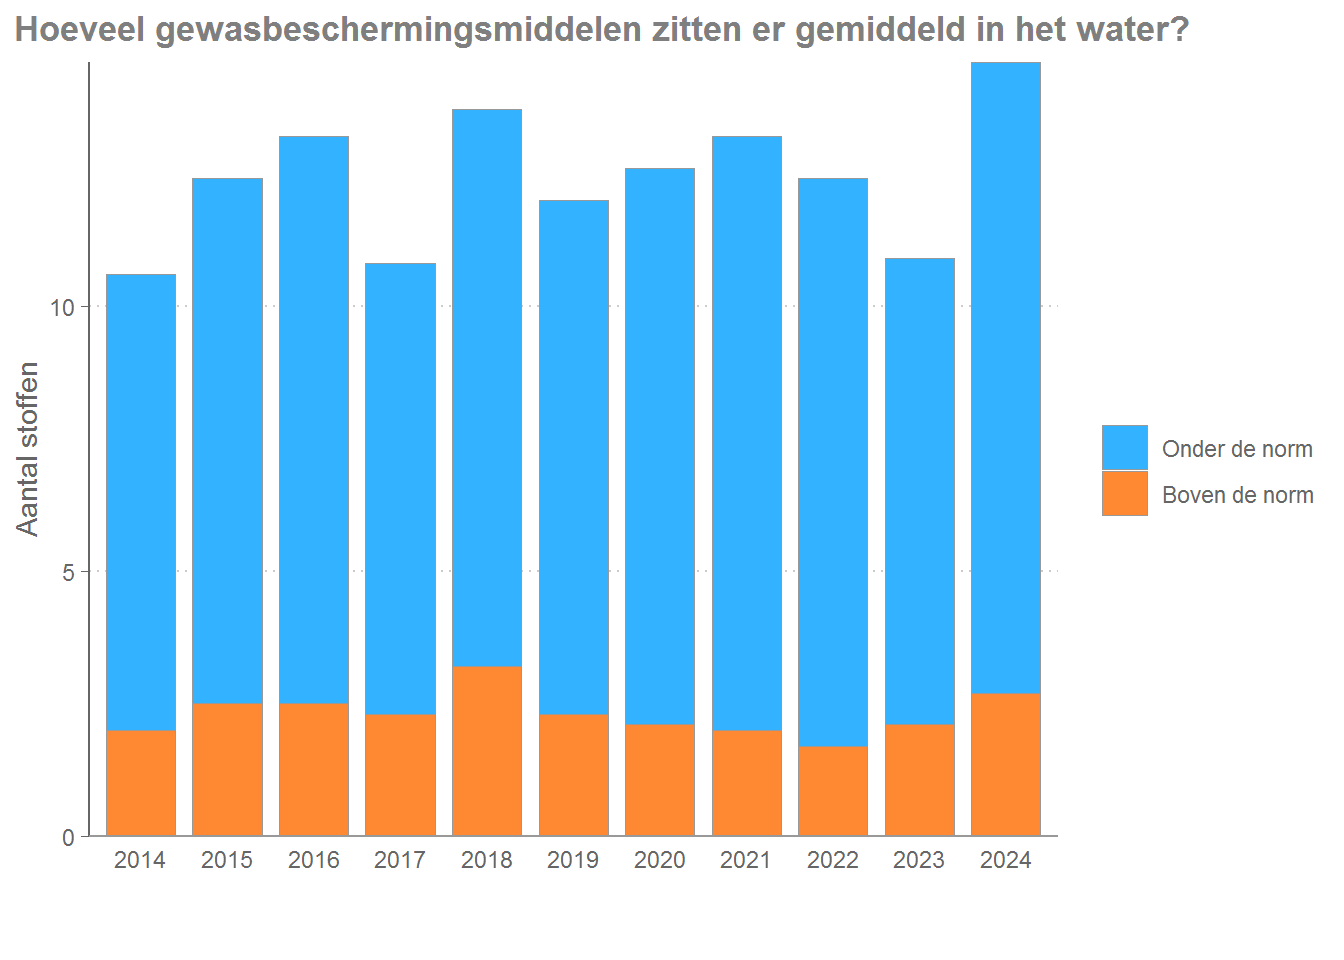 Hoeveel gewasbeschermingsmiddelen zitten er gemiddeld in het water?
Aantal stoffen
10
5
0
2014 2015 2016 2017 2018 2019 2020 2021 2022 2023 2024
Onder de norm
Boven de norm